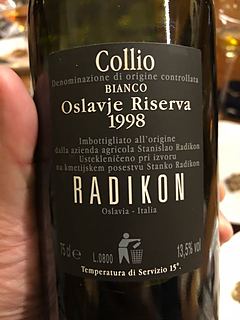 Collio
Denominazione di origine controllata
BIANCO
Oslavje Riserva
1998
Imbottigliato all'origine
dalla azienda agricola Stanislao Radikon
Ustekleničeno pri izvoru
na kmetijskem posestvu Stanko Radikon
RADIKON
Oslavia - Italia
75 cl e L.0800 13,5% vol
Temperatura di Servizio 15°.